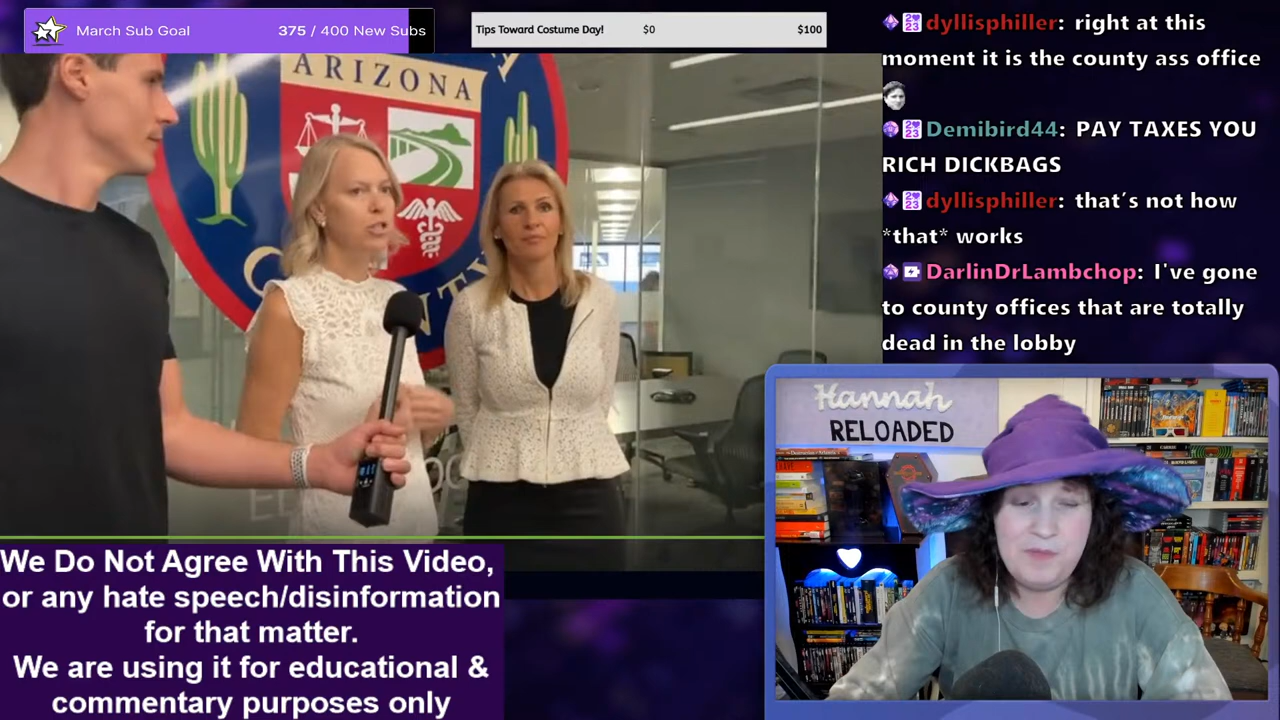 March Sub Goal
375 / 400 New Subs
Tips Toward Costume Day!
$0
$100
dyllisphiller: right at this
moment it is the county ass office
Demibird44: PAY TAXES YOU
RICH DICKBAGS
dyllisphiller: that's not how
*that* works
DarlinDrLambchop: I've gone
to county offices that are totally
dead in the lobby
ARIZONA
Hannah
RELOADED
We Do Not Agree With This Video,
or any hate speech/disinformation
for that matter.
We are using it for educational &
commentary purposes only